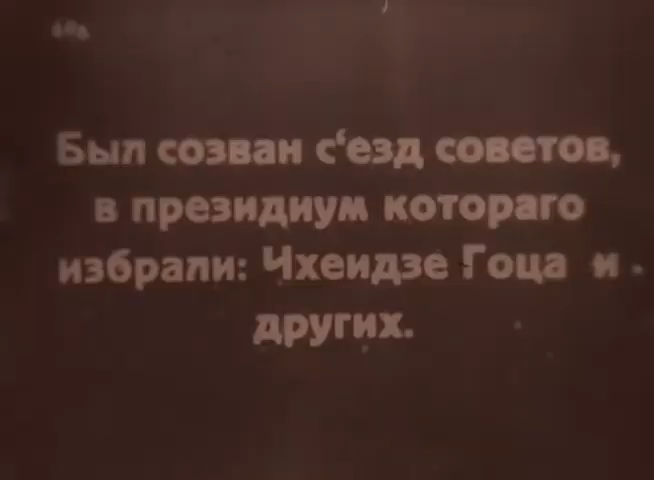 Был созван с‘езд советов,
в президиум котораго
избрали: Чхеидзе Гоца и
других.